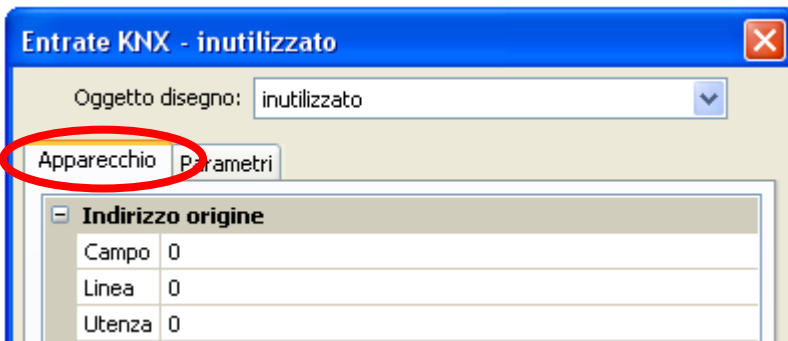 Entrate KNX - inutilizzato
Oggetto disegno: inutilizzato
Apparecchio Parametri
Indirizzo origine
Campo 0
Linea 0
Utenza 0